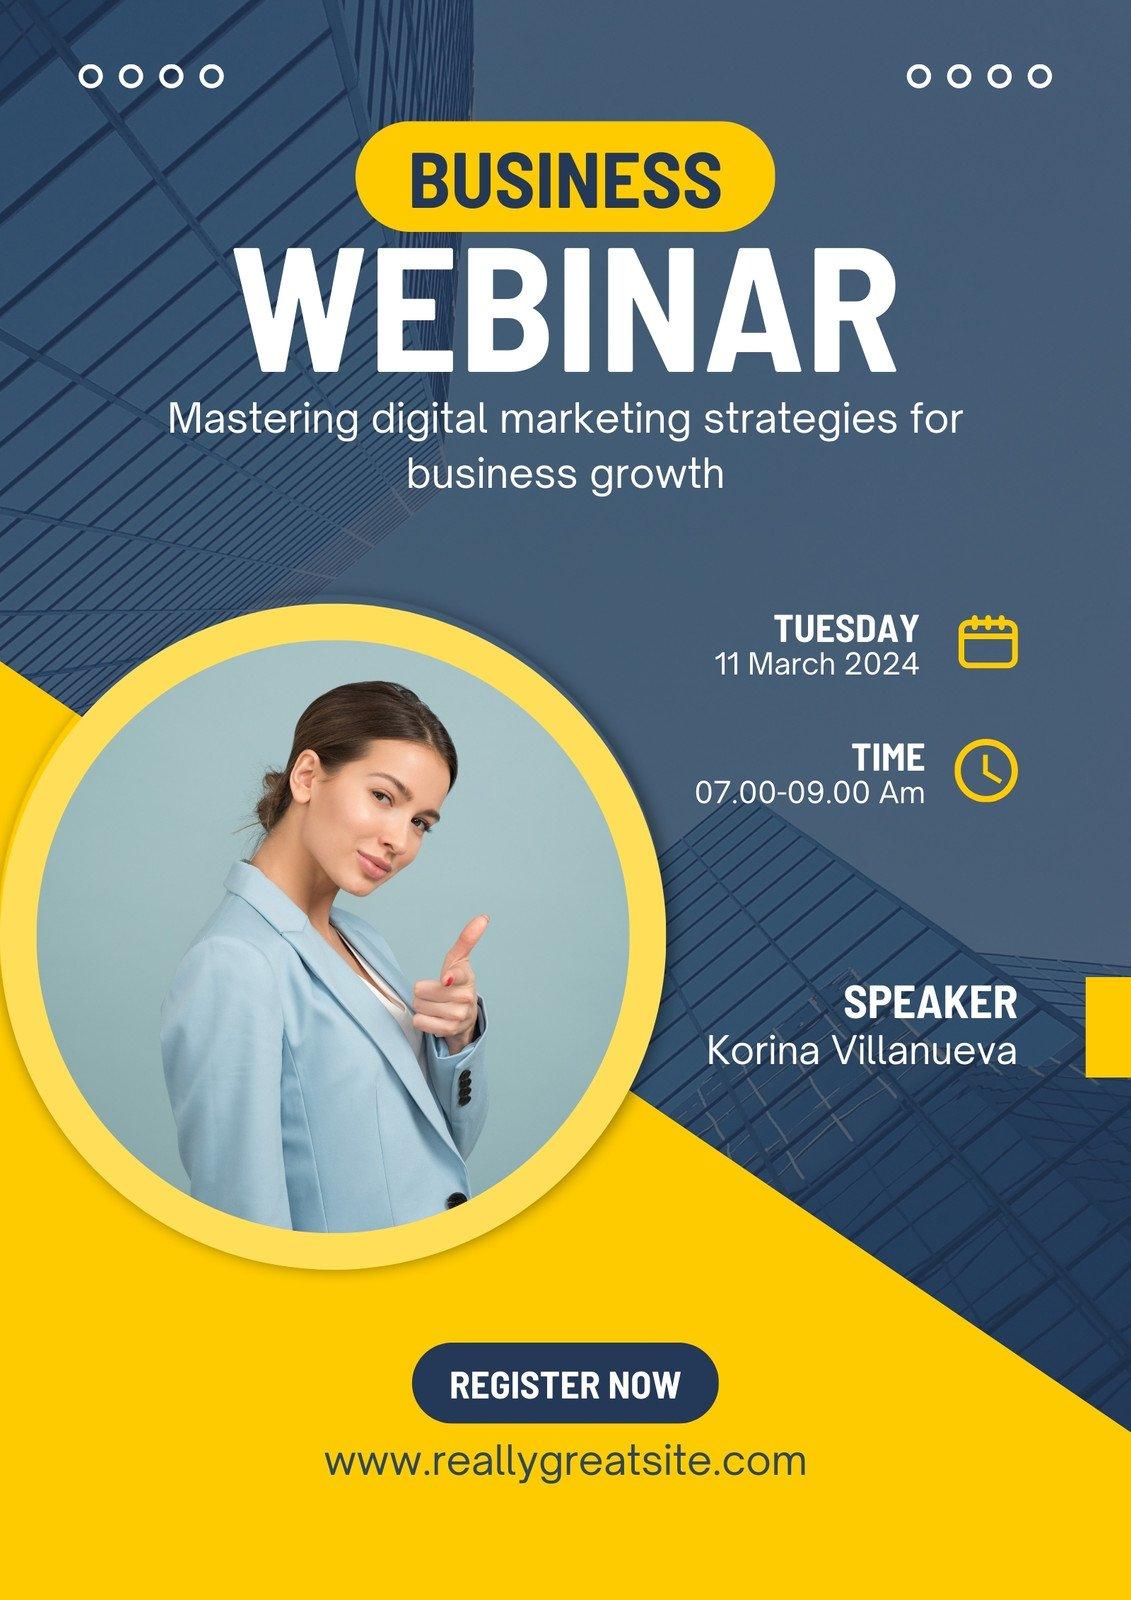 BUSINESS
WEBINAR
Mastering digital marketing strategies for
business growth
TUESDAY
11 March 2024
TIME
07.00-09.00 Am
SPEAKER
Korina Villanueva
REGISTER NOW
www.reallygreatsite.com